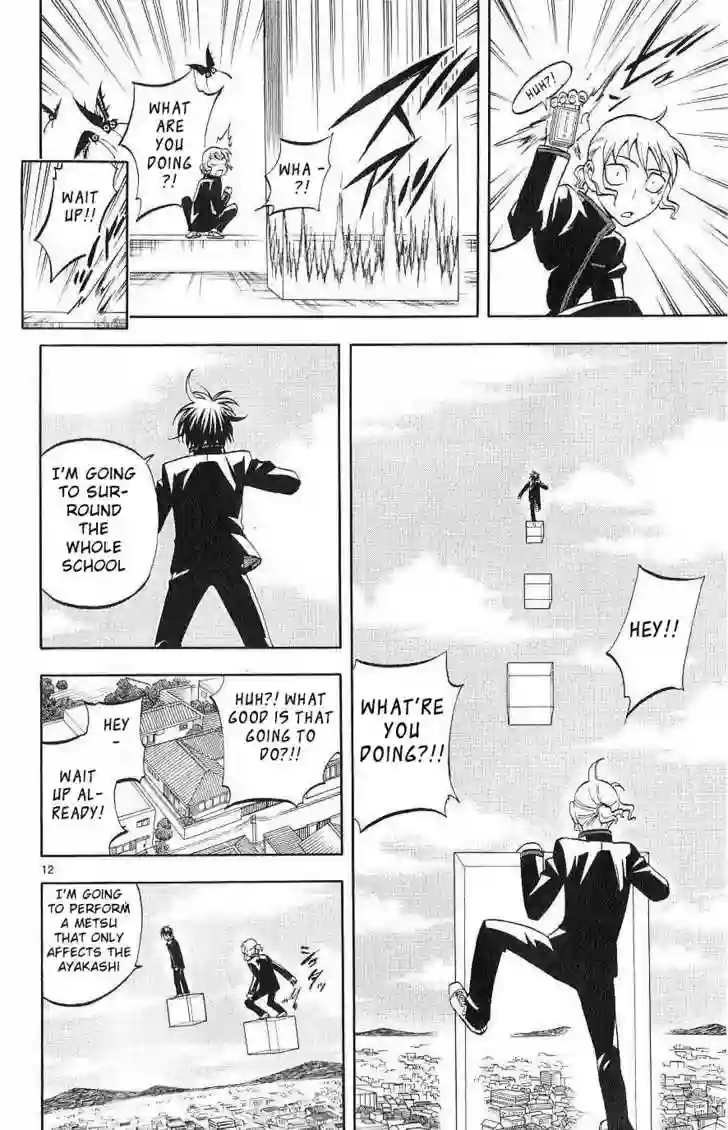 HUH?!
WHA -
?!
WHAT
ARE
YOU
DOING
?!
WAIT
UP!!
HEY!!
WHAT'RE
YOU
DOING?!!
I'M GOING
TO SUR-
ROUND
THE
WHOLE
SCHOOL
HUH?! WHAT
GOOD IS THAT
GOING TO
DO?!!
HEY
-
WAIT
UP AL-
READY!
12
I'M GOING
TO PERFORM
A METSU
THAT ONLY
AFFECTS THE
AYAKASHI